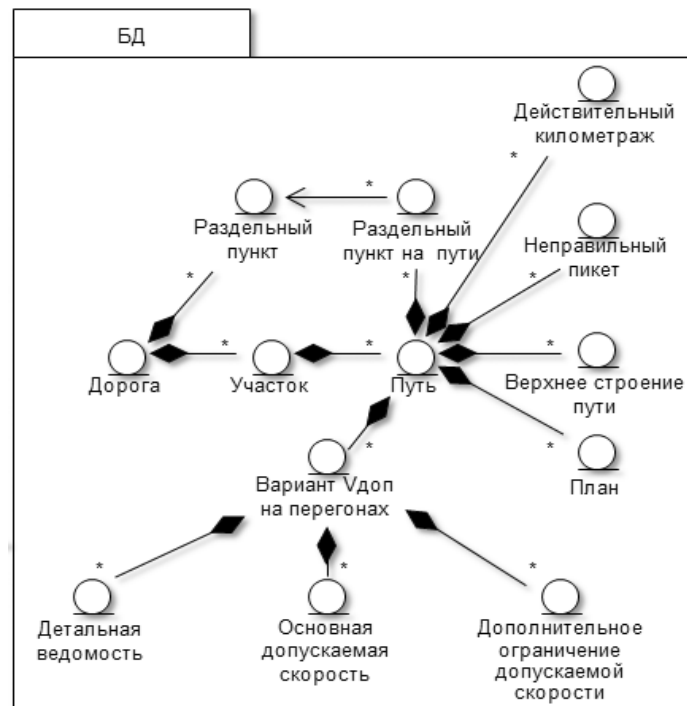 БД
Действительный
километраж
*
*
Раздельный
пункт
Раздельный
пункт на пути
Неправильный
пикет
*
*
*
*
*
*
Дорога
Участок
Путь
Верхнее строение
пути
*
*
Вариант Vдоп
на перегонах
План
*
*
*
Детальная
ведомость
Основная
допускаемая
скорость
Дополнительное
ограничение
допускаемой
скорости